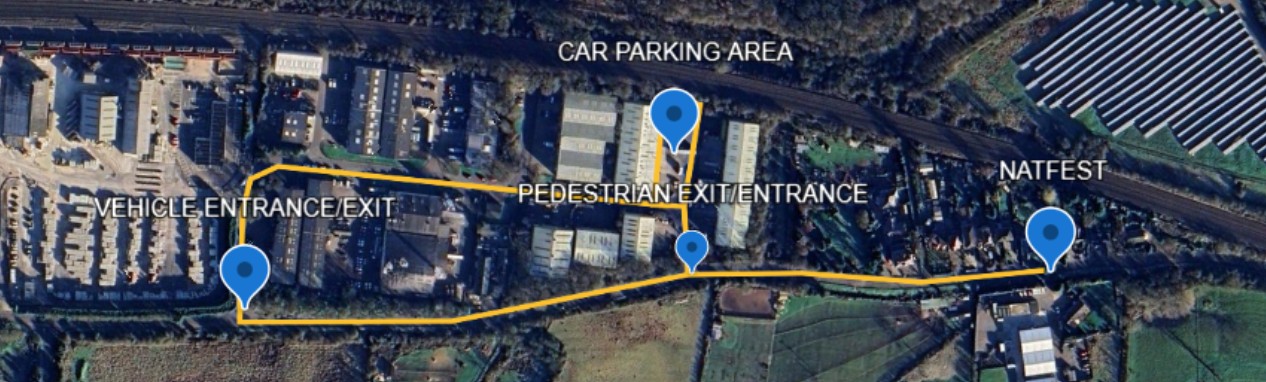 CAR PARKING AREA
NATFEST
PEDESTRIAN EXIT/ENTRANCE
VEHICLE ENTRANCE/EXIT